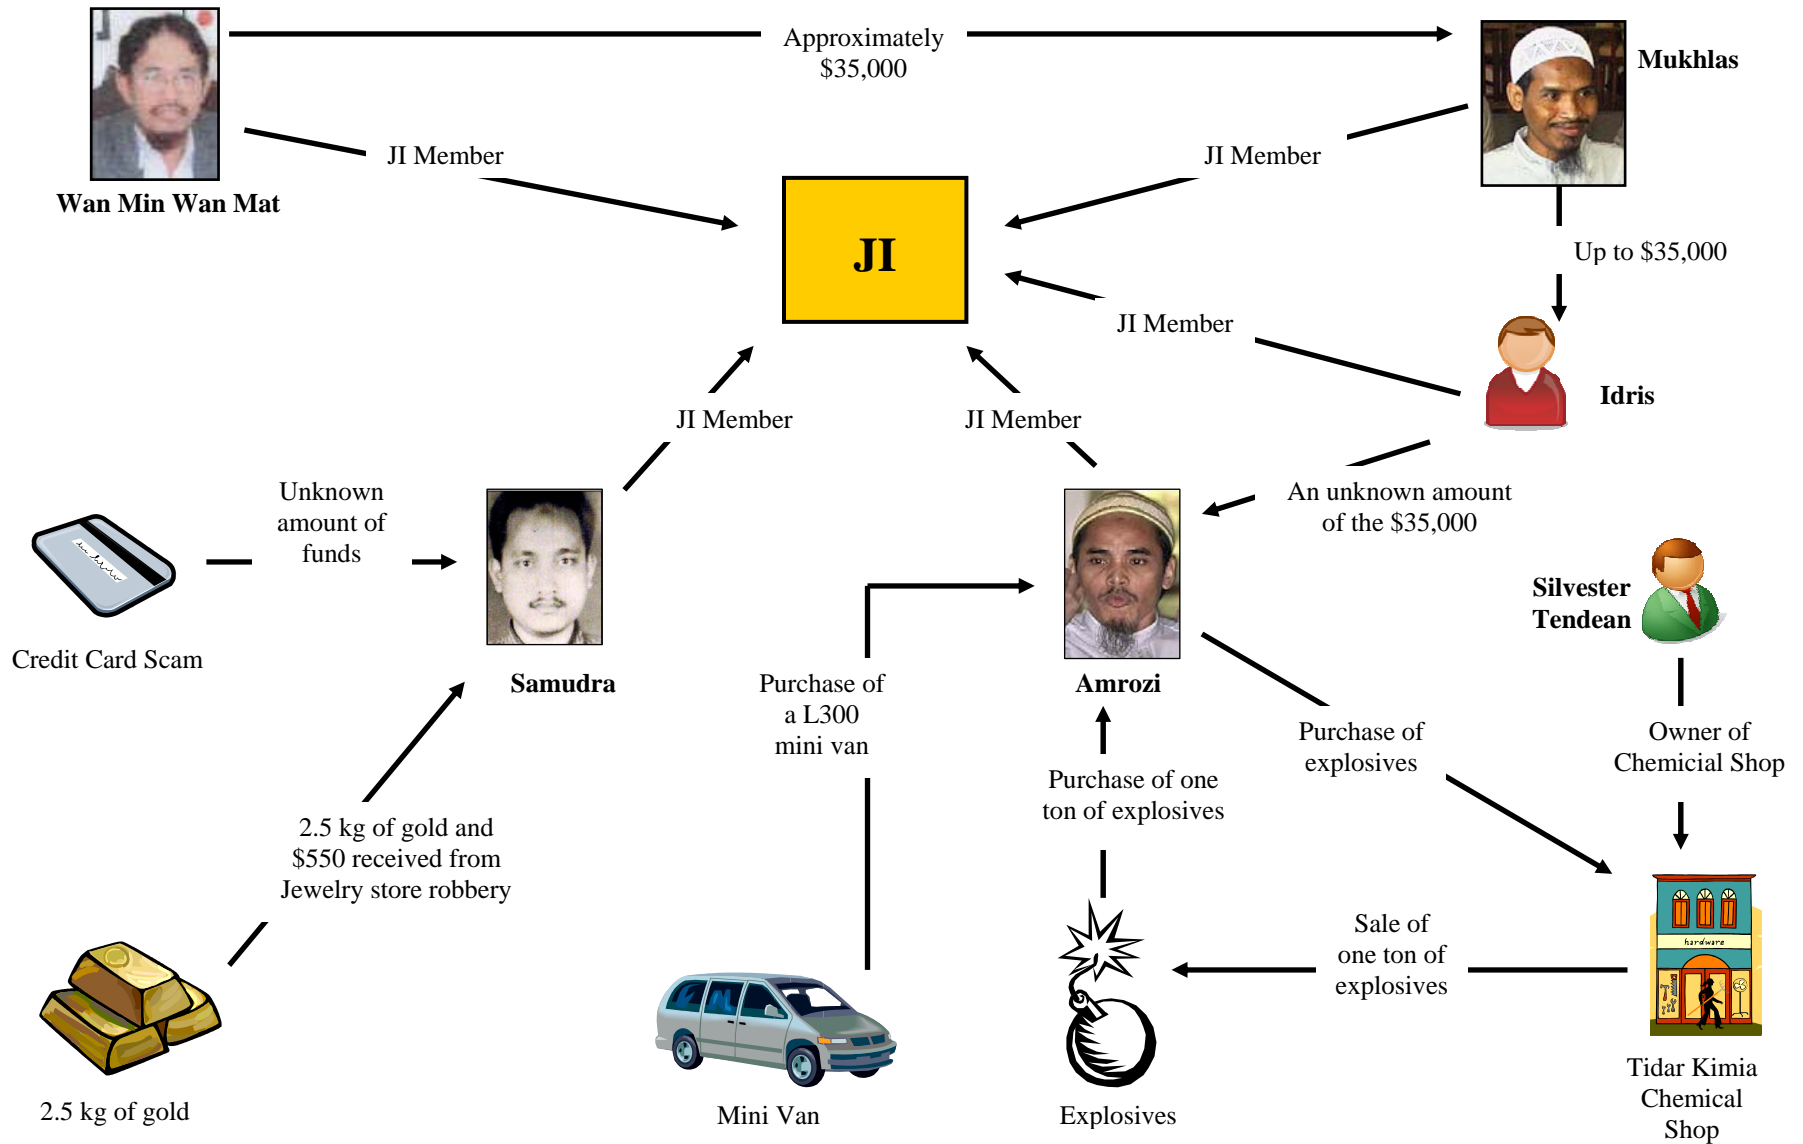 Approximately
$35,000
Mukhlas
JI Member
JI Member
Wan Min Wan Mat
JI
Up to $35,000
JI Member
Idris
JI Member
JI Member
Unknown
amount of
funds
An unknown amount
of the $35,000
Silvester
Tendean
Credit Card Scam
Samudra
Purchase of
a L300
mini van
Amrozi
Purchase of
explosives
Owner of
Chemicial Shop
Purchase of one
ton of explosives
2.5 kg of gold and
$550 received from
Jewelry store robbery
Sale of
one ton of
explosives
hardware
2.5 kg of gold
Mini Van
Explosives
Tidar Kimia
Chemical
Shop